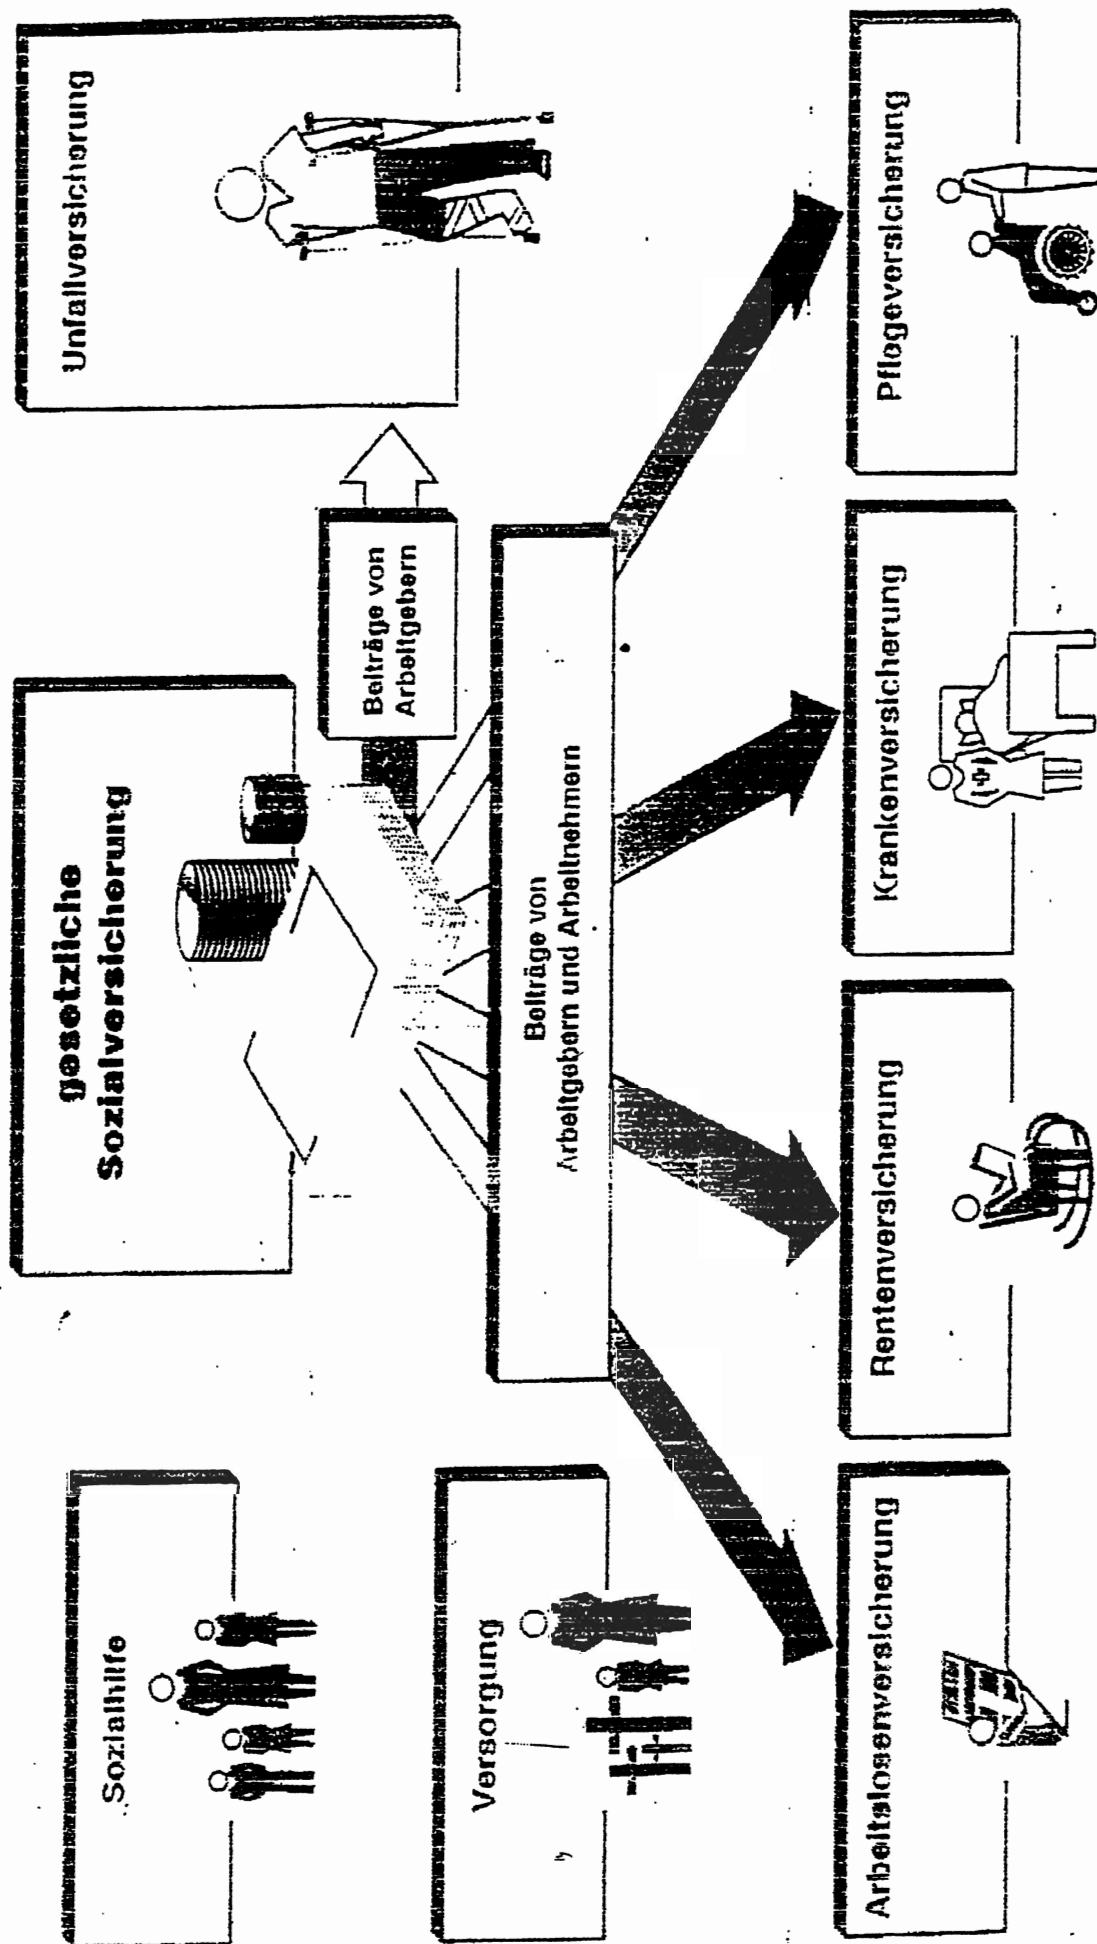 Sozialhilfe
gesetzliche
Sozialversicherung
Unfallversicherung
Beiträge von
Arbeitgebern
Versorgung
Beiträge von
Arbeitgebern und Arbeitnehmern
Arbeitslosenversicherung
Rentenversicherung
Krankenversicherung
Pflegeversicherung